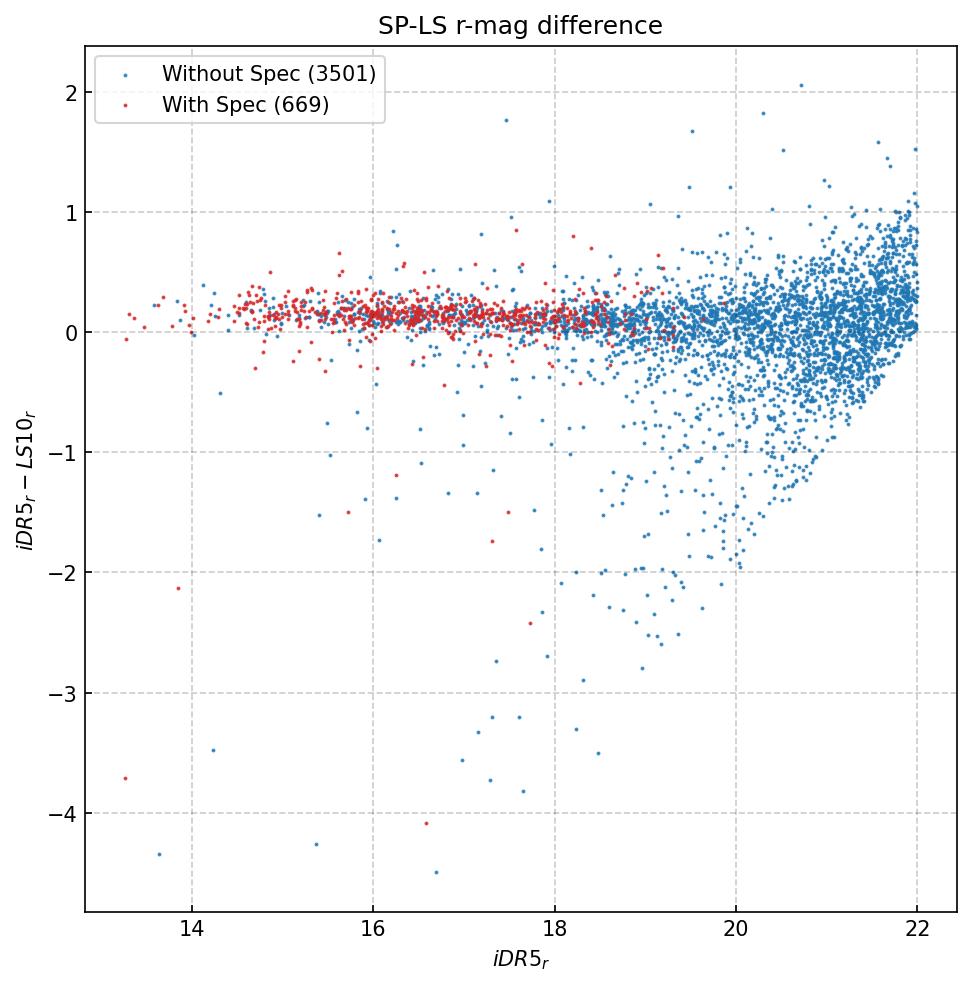 SP-LS r-mag difference
Without Spec (3501)
With Spec (669)
2
1
0
−1
−2
−3
−4
iDR5r − LS10r
14 16 18 20 22
iDR5r